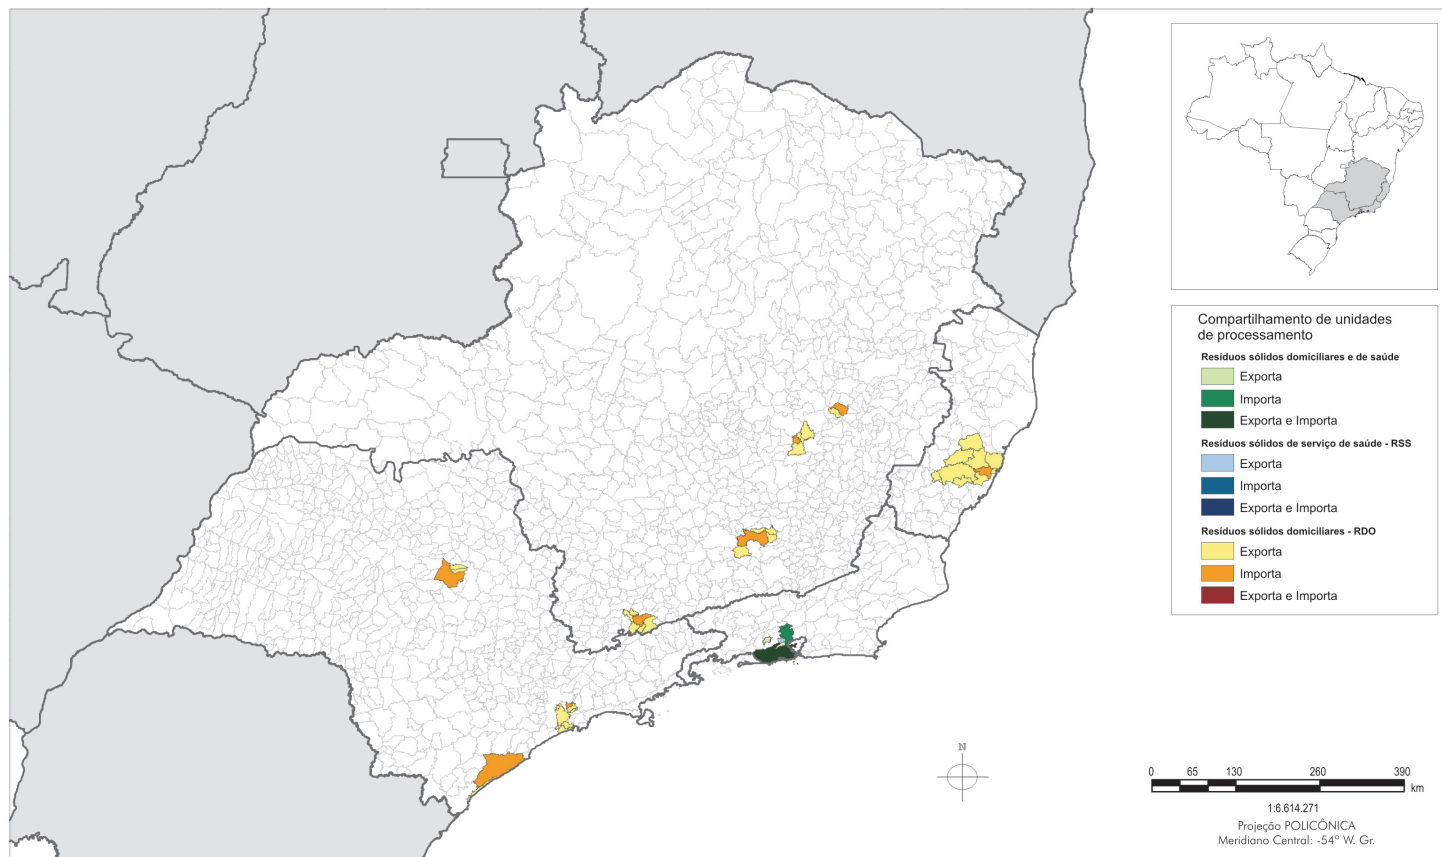 Compartilhamento de unidades
de processamento
Resíduos sólidos domiciliares e de saúde
Exporta
Importa
Exporta e Importa
Resíduos sólidos de serviço de saúde - RSS
Exporta
Importa
Exporta e Importa
Resíduos sólidos domiciliares - RDO
Exporta
Importa
Exporta e Importa
N
0 65 130 260 390
km
1:6.614.271
Projeção POLICÔNICA
Meridiano Central: -54° W. Gr.